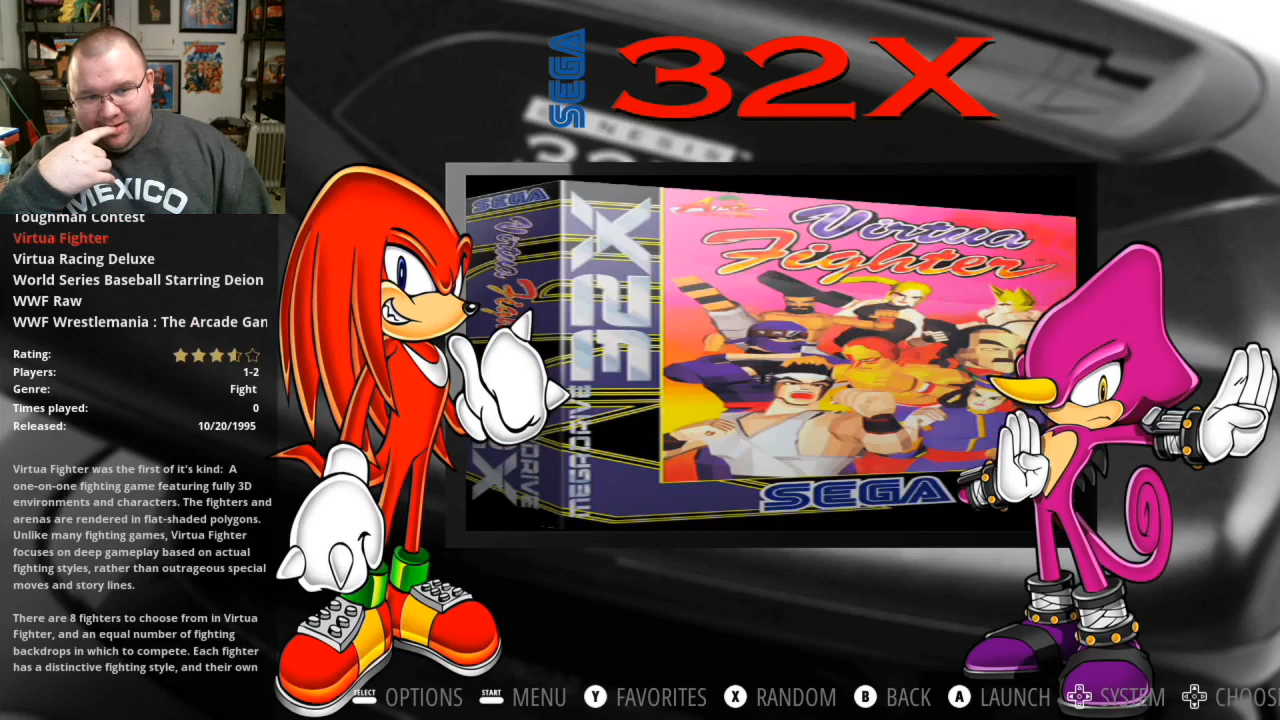 SEGA 32X
GENESIS
MEXICO
Toughman Contest
Virtua Fighter
Virtua Racing Deluxe
World Series Baseball Starring Deion
WWF Raw
WWF Wrestlemania : The Arcade Gan
Rating:
Players: 1-2
Genre: Fight
Times played: 0
Released: 10/20/1995
Virtua Fighter was the first of it's kind: A
one-on-one fighting game featuring fully 3D
environments and characters. The fighters and
arenas are rendered in flat-shaded polygons.
Unlike many fighting games, Virtua Fighter
focuses on deep gameplay based on actual
fighting styles, rather than outrageous special
moves and story lines.
There are 8 fighters to choose from in Virtua
Fighter, and an equal number of fighting
backdrops in which to compete. Each fighter
has a distinctive fighting style, and their own
SEGA
Virtua
32X
MEGADRIVE
Virtua
Fighter
SEGA
SELECT OPTIONS START MENU Y FAVORITES X RANDOM B BACK A LAUNCH SYSTEM CHOOS